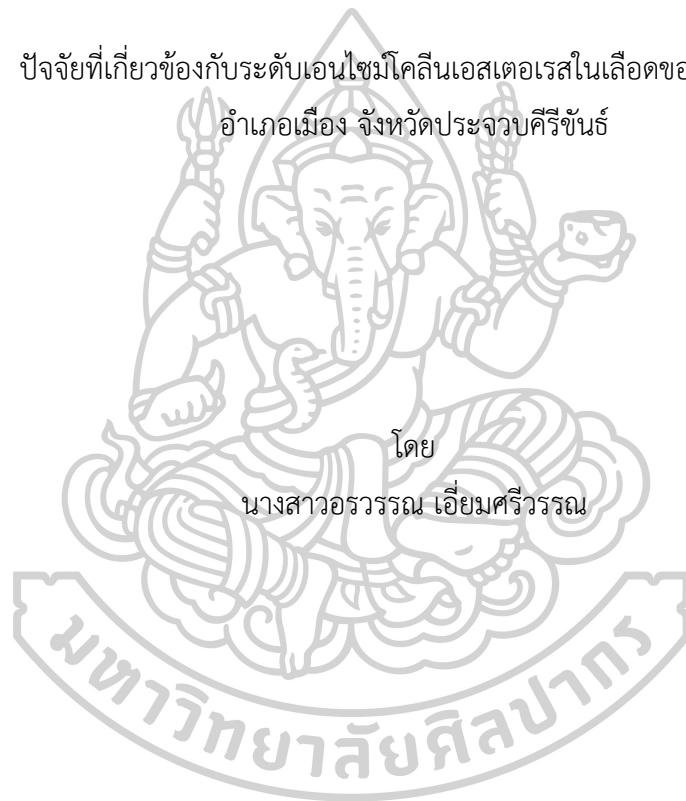 ปัจจัยที่เกี่ยวข้องกับระดับเอนไซม์โคลีนเอสเตอเรสในเลือด
อำเภอเมือง จังหวัดประจวบคีรีขันธ์
โดย
นางสาวอรวรรณ เอี่ยมศรีวรรณ
มหาวิทยาลัยศิลปากร